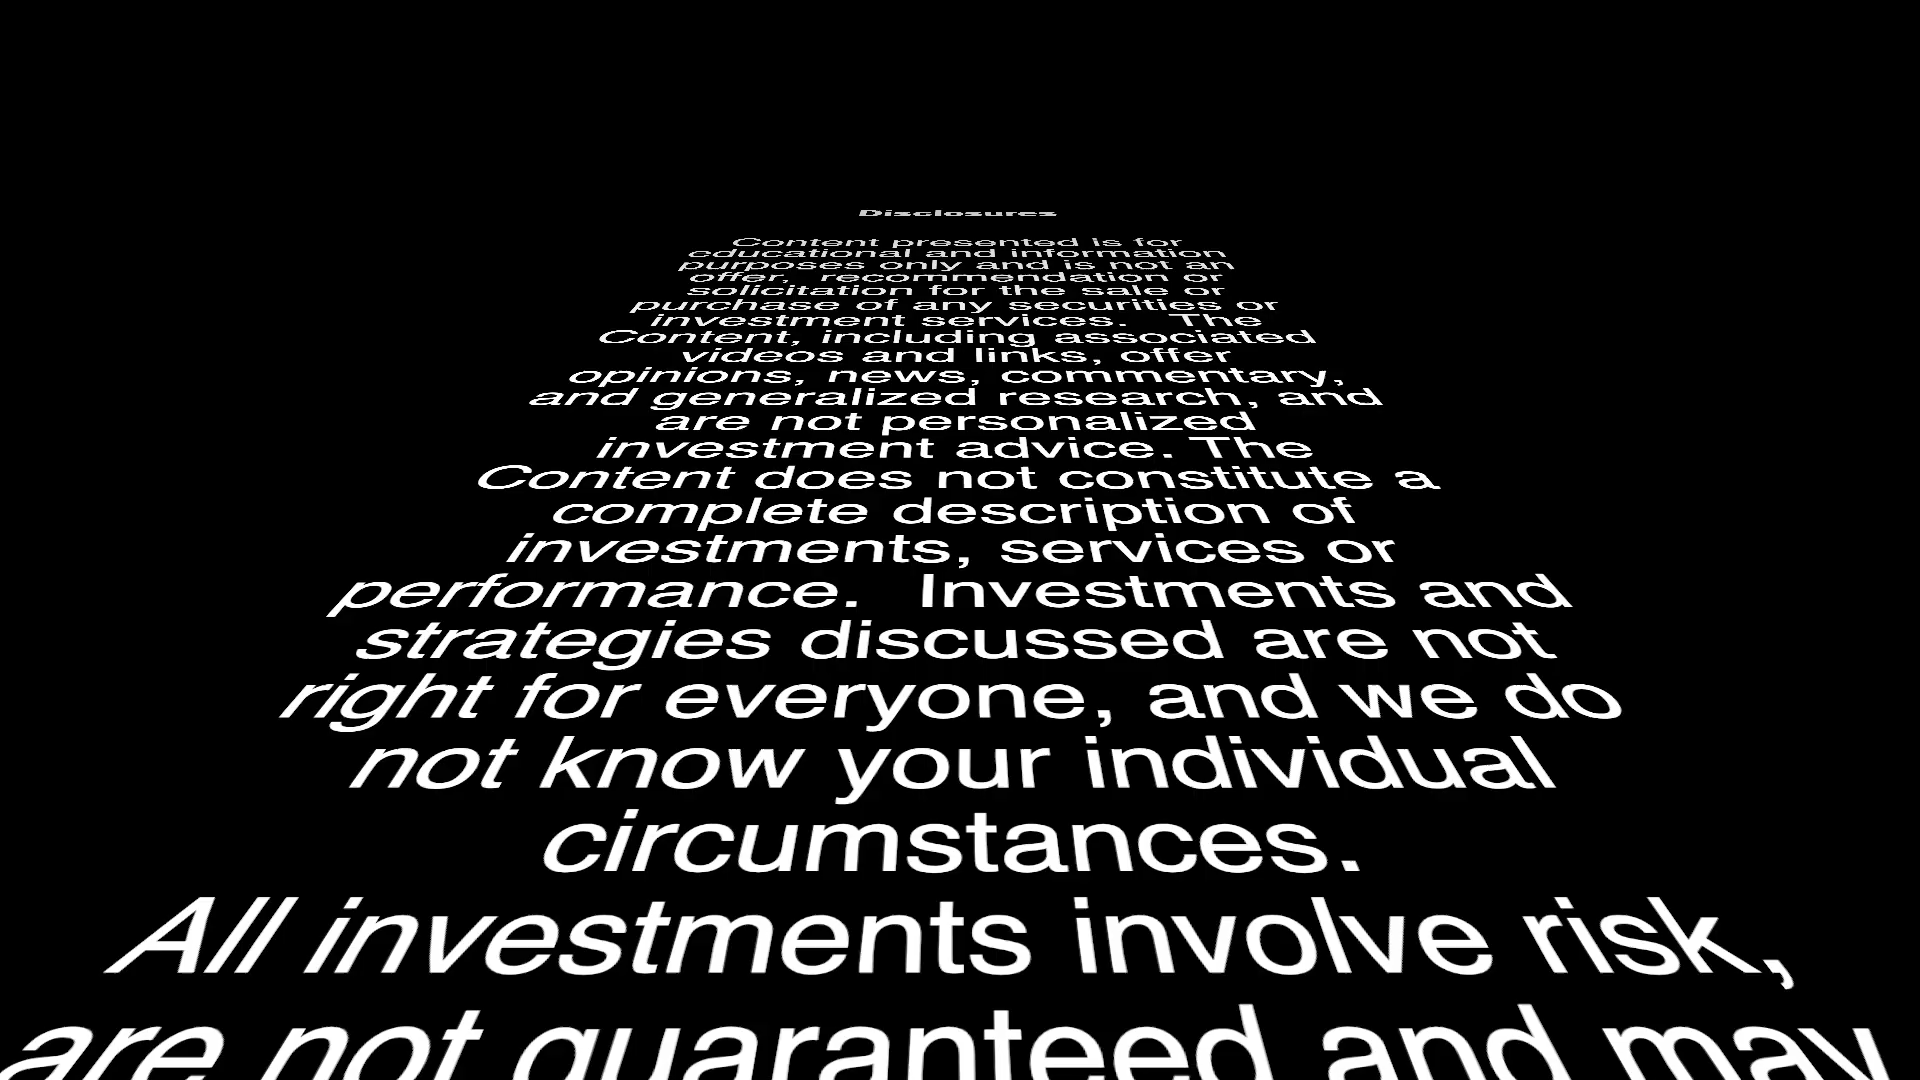 Disclosures
Content presented is for
educational and information
purposes only and is not an
offer, recommendation or
solicitation for the sale or
purchase of any securities or
investment services. The
Content, including associated
videos and links, offer
opinions, news, commentary,
and generalized research, and
are not personalized
investment advice. The
Content does not constitute a
complete description of
investments, services or
performance. Investments and
strategies discussed are not
right for everyone, and we do
not know your individual
circumstances.
All investments involve risk,
are not guaranteed and may